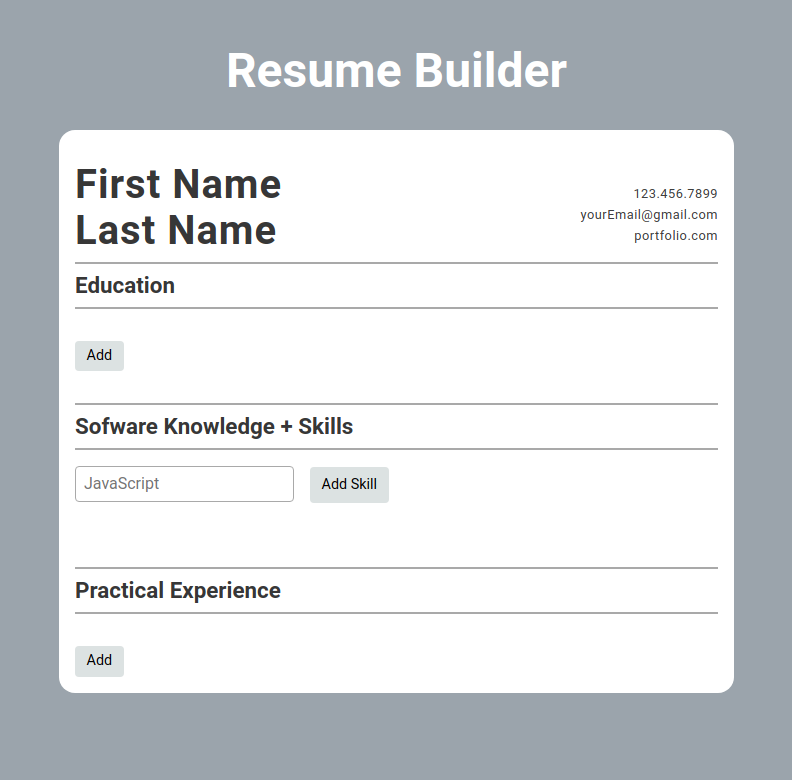 Resume Builder
First Name
Last Name
123.456.7899
yourEmail@gmail.com
portfolio.com
Education
Add
Sofware Knowledge + Skills
JavaScript
Add Skill
Practical Experience
Add